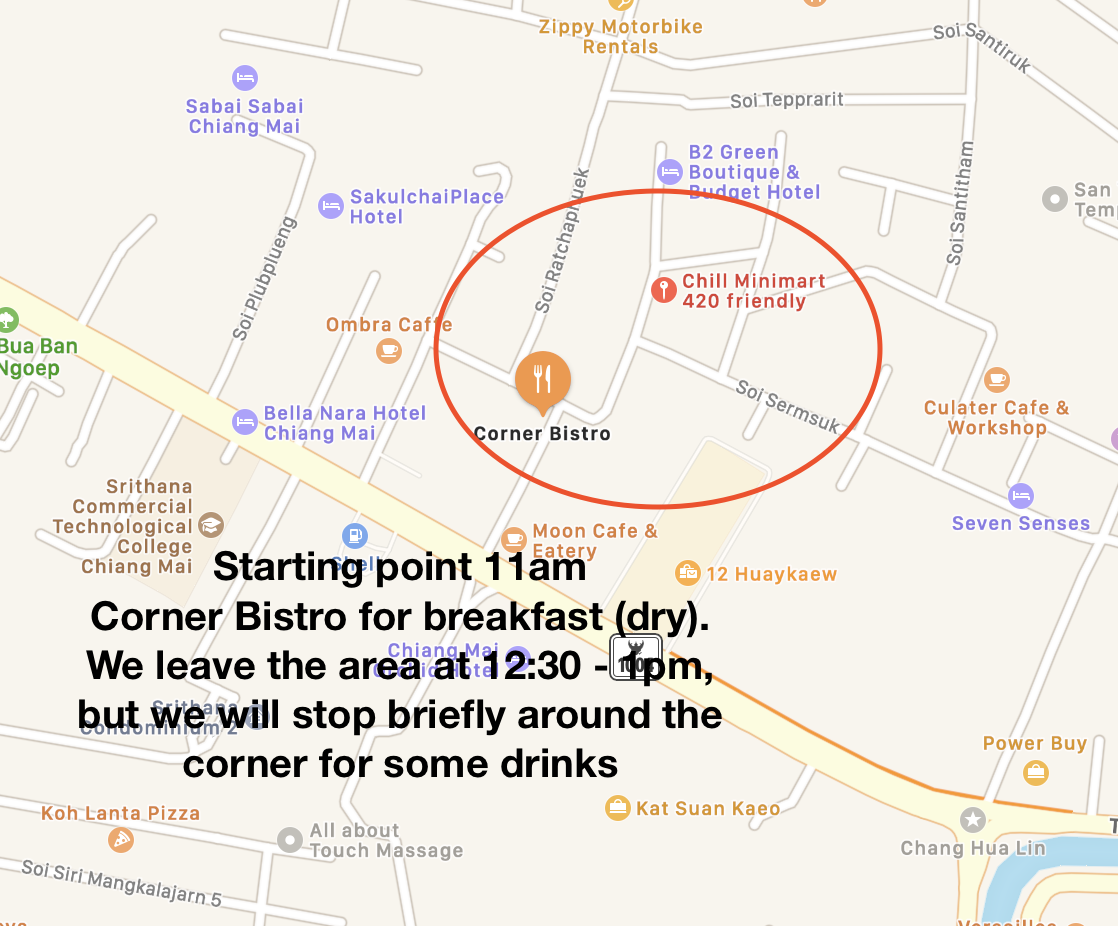 Zippy Motorbike
Rentals
Soi Santiruk
Sabai Sabai
Chiang Mai
Soi Tepprarit
B2 Green
Boutique &
Budget Hotel
SakulchaiPlace
Hotel
Soi Ratchapruek
Soi Santitham
San
Tem
Soi Plubplueng
Chill Minimart
420 friendly
Ombra Caffe
Bua Ban
Ngoep
Soi Sermsuk
Culater Cafe &
Workshop
Bella Nara Hotel
Chiang Mai
Corner Bistro
Srithana
Commercial
Technological
College
Chiang Mai
Seven Senses
Moon Cafe &
Eatery
Shell
12 Huaykaew
Starting point 11am
Corner Bistro for breakfast (dry).
We leave the area at 12:30 - 1pm,
but we will stop briefly around the
corner for some drinks
Chiang Mai
Orchid Hotel
Srithana
Condominium 2
Power Buy
Koh Lanta Pizza
Kat Suan Kaeo
All about
Touch Massage
Chang Hua Lin
Soi Siri Mangkalajarn 5